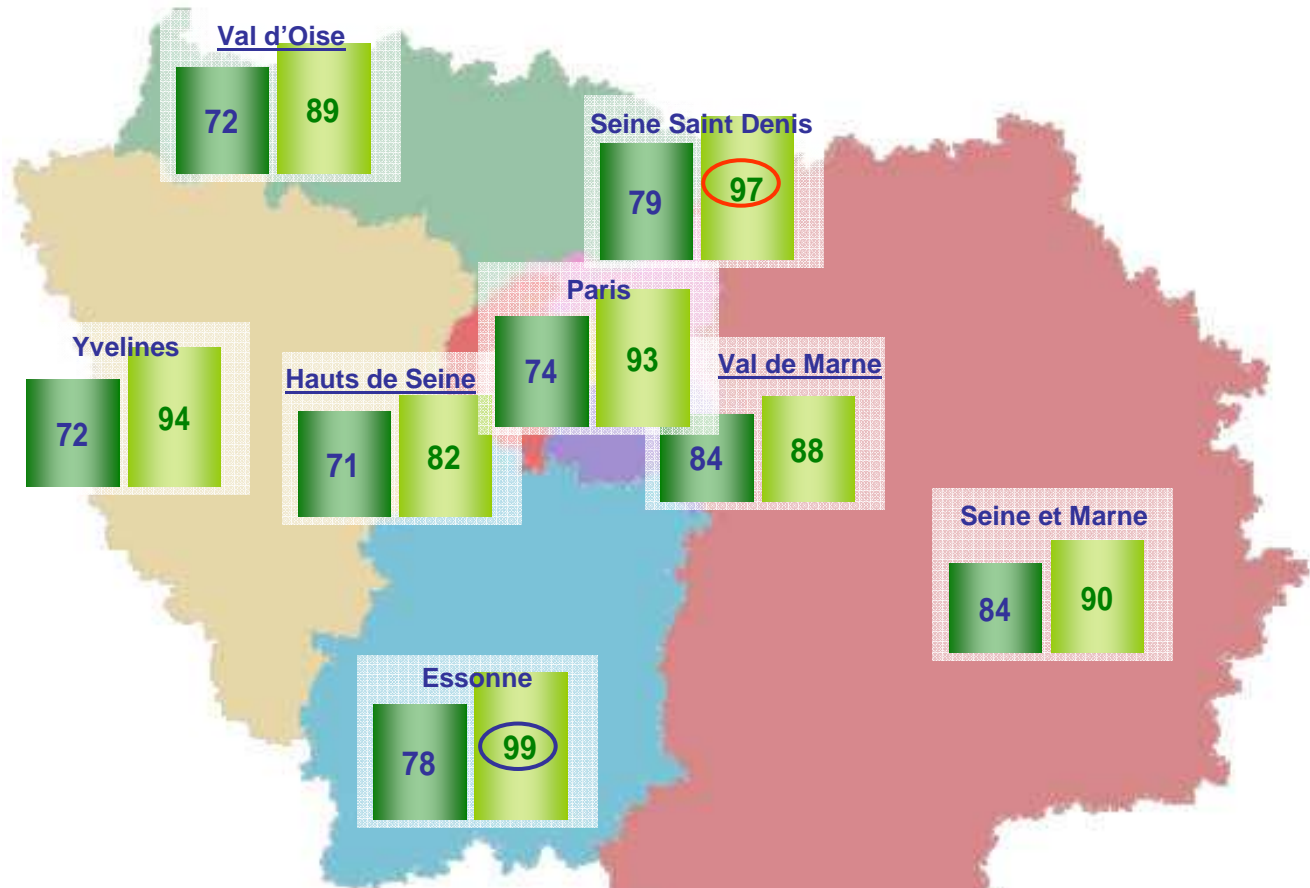 Val d'Oise
72 89
Seine Saint Denis
79 97
Paris
74 93
Yvelines
72 94
Hauts de Seine
71 82
Val de Marne
84 88
Seine et Marne
84 90
Essonne
78 99